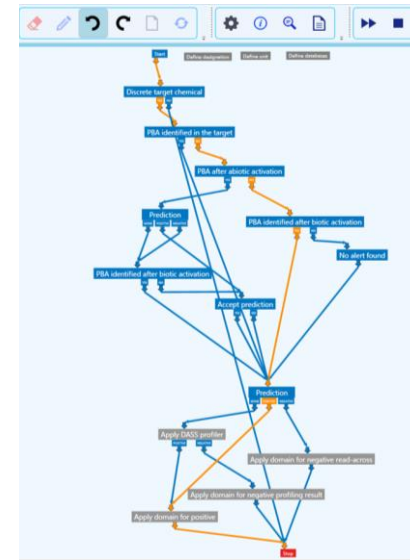 Start
Define designation
Define unit
Define databases
Discrete target chemical
PBA identified in the target
PBA after abiotic activation
Prediction
PBA identified after biotic activation
PBA identified after biotic activation
No alert found
Accept prediction
Prediction
Apply DASS profiler
Apply domain for negative read-across
Apply domain for negative profiling result
Apply domain for positive
Stop